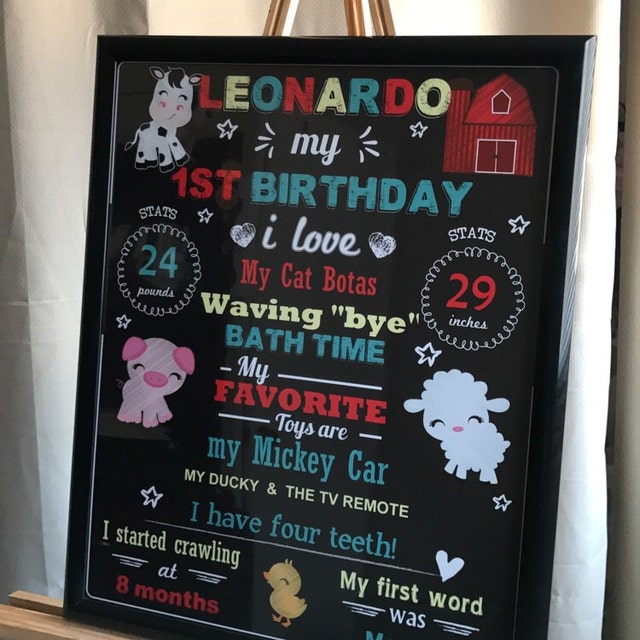 LEONARDO
my
1ST BIRTHDAY
STATS
24
pounds
i love
My Cat Botas
Waving "bye"
BATH TIME
STATS
29
inches
My
FAVORITE
Toys are
my Mickey Car
MY DUCKY & THE TV REMOTE
I have four teeth!
I started crawling
at
8 months
My first word
was